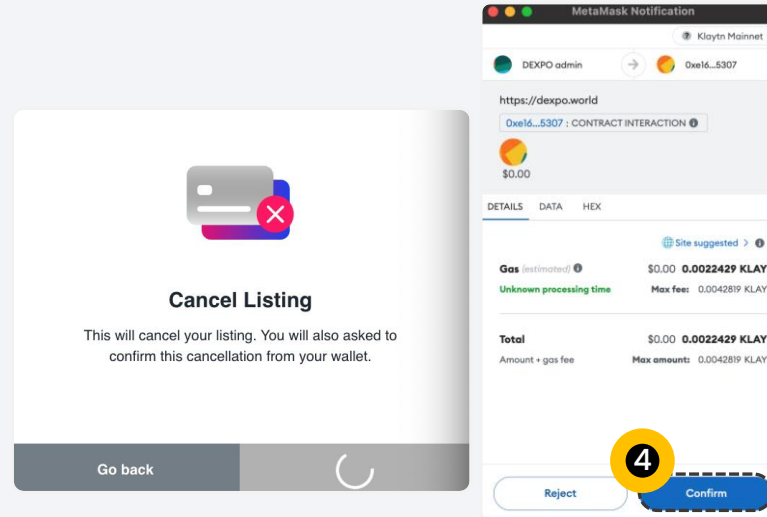 Cancel Listing
This will cancel your listing. You will also asked to
confirm this cancellation from your wallet.
Go back
MetaMask Notification
? Klaytn Mainnet
DEXPO admin
0xe16...5307
https://dexpo.world
0xe16...5307 : CONTRACT INTERACTION
$0.00
DETAILS DATA HEX
Site suggested >
Gas (estimated) $0.00 0.0022429 KLAY
Unknown processing time Max fee: 0.0042819 KLAY
Total $0.00 0.0022429 KLAY
Amount + gas fee Max amount: 0.0042819 KLAY
4
Reject Confirm